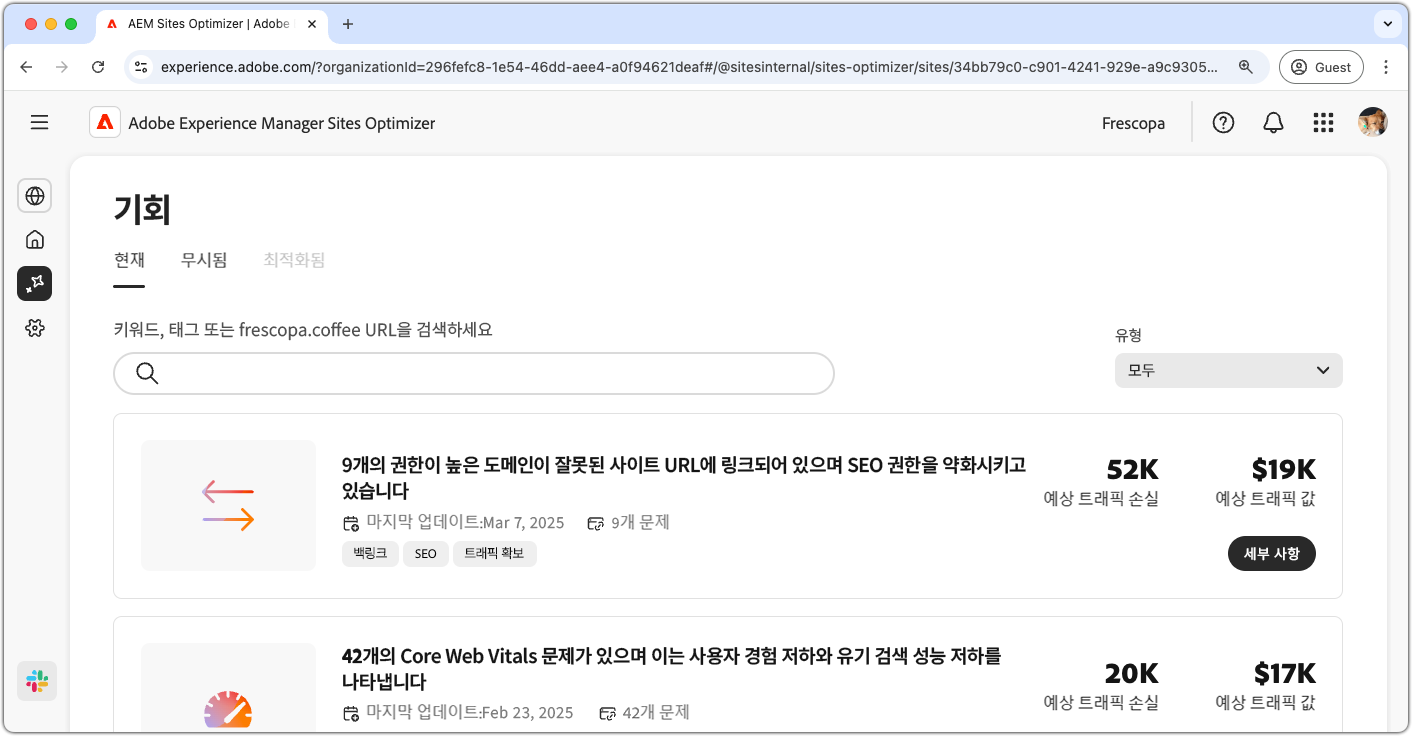 AEM Sites Optimizer | Adobe
experience.adobe.com/?organizationId=296fefc8-1e54-46dd-aee4-a0f94621deaf#/@sitesinternal/sites-optimizer/sites/34bb79c0-c901-4241-929e-a9c9305...
Guest
Adobe Experience Manager Sites Optimizer
Frescopa
기회
현재 무시됨 최적화됨
키워드, 태그 또는 frescopa.coffee URL을 검색하세요
유형
모두
9개의 권한이 높은 도메인이 잘못된 사이트 URL에 링크되어 있으며 SEO 권한을 약화시키고
있습니다
마지막 업데이트:Mar 7, 2025 9개 문제
백링크 SEO 트래픽 확보
52K
예상 트래픽 손실
$19K
예상 트래픽 값
세부 사항
42개의 Core Web Vitals 문제가 있으며 이는 사용자 경험 저하와 유기 검색 성능 저하를
나타냅니다
마지막 업데이트:Feb 23, 2025 42개 문제
20K
예상 트래픽 손실
$17K
예상 트래픽 값